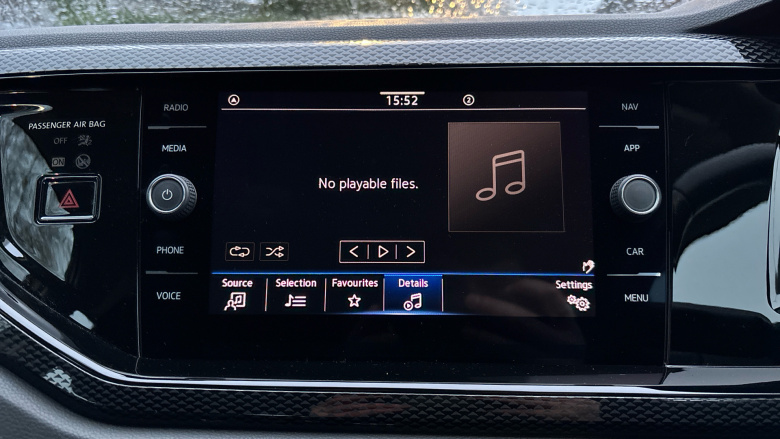 15:52
2
RADIO
NAV
PASSENGER AIR BAG
OFF
ON
MEDIA
APP
No playable files.
PHONE
CAR
VOICE
MENU
Source
Selection
Favourites
Details
Settings